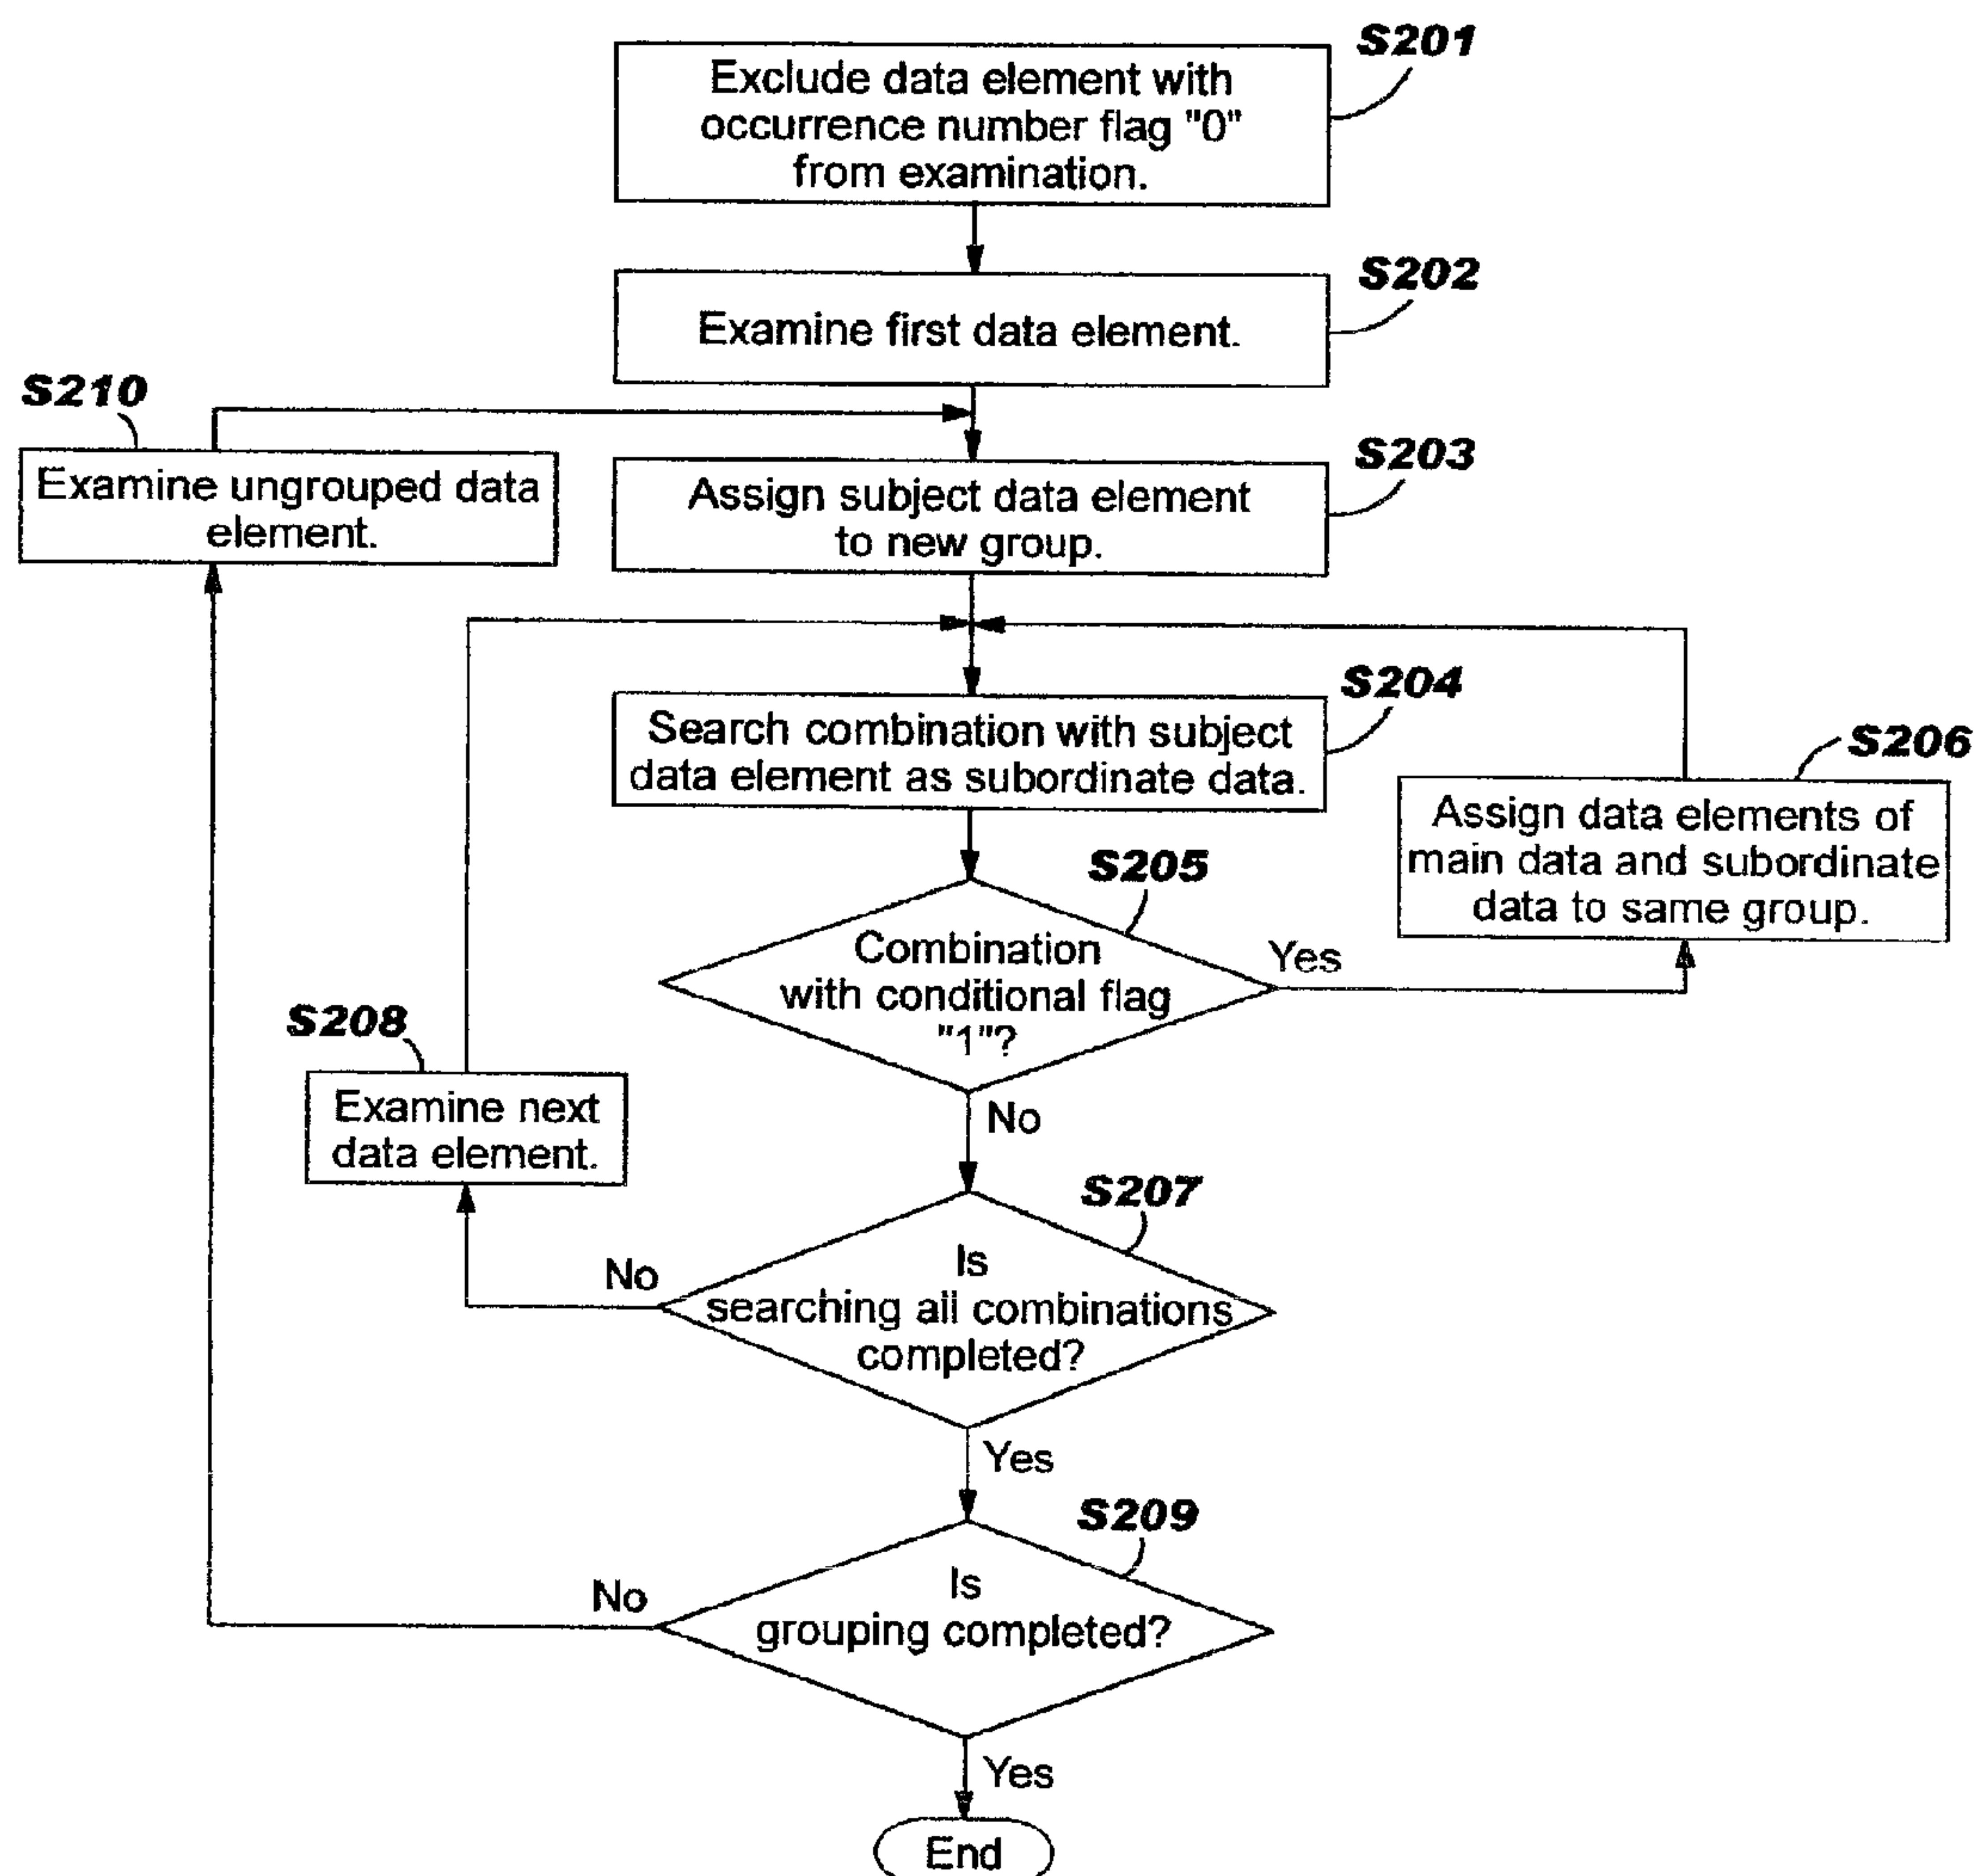 S201
Exclude data element with
occurrence number flag "0"
from examination.
S202
Examine first data element.
S210
Examine ungrouped data
element.
S203
Assign subject data element
to new group.
S204
Search combination with subject
data element as subordinate data.
S206
Assign data elements of
main data and subordinate
data to same group.
S205
Combination
with conditional flag
"1"?
Yes
No
S208
Examine next
data element.
S207
Is
searching all combinations
completed?
No
Yes
S209
Is
grouping completed?
No
Yes
End